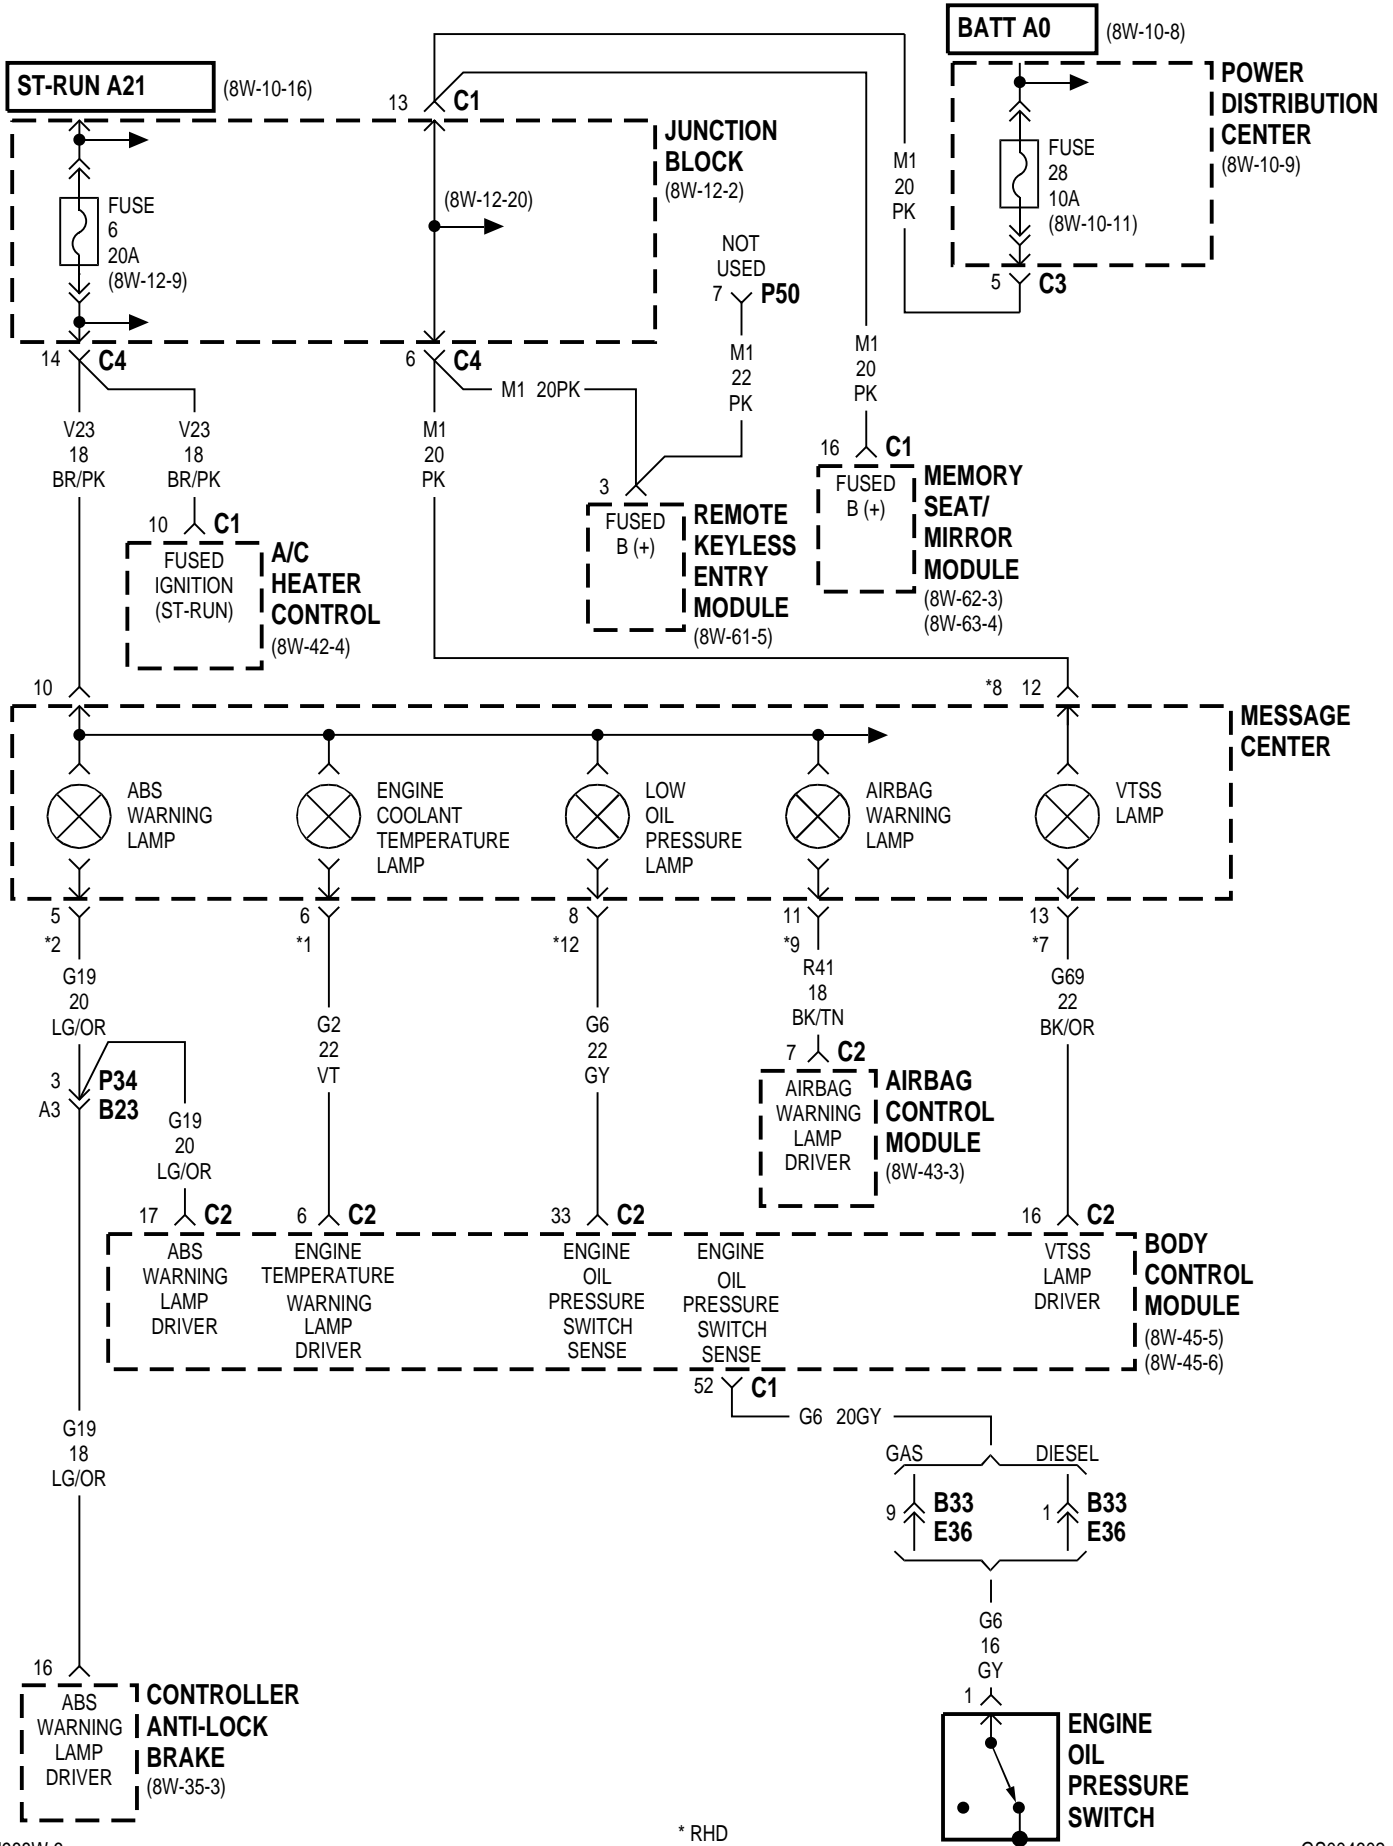 BATT A0 (8W-10-8)
ST-RUN A21 (8W-10-16)
POWER
DISTRIBUTION
CENTER
(8W-10-9)
FUSE
28
10A
(8W-10-11)
5 C3
M1
20
PK
13 C1
JUNCTION
BLOCK
(8W-12-2)
(8W-12-20)
FUSE
6
20A
(8W-12-9)
14 C4
6 C4
NOT
USED
7 P50
M1
22
PK
M1
20
PK
M1 20PK
V23
18
BR/PK
V23
18
BR/PK
M1
20
PK
10 C1
FUSED
IGNITION
(ST-RUN)
A/C
HEATER
CONTROL
(8W-42-4)
3
FUSED
B (+)
REMOTE
KEYLESS
ENTRY
MODULE
(8W-61-5)
16 C1
FUSED
B (+)
MEMORY
SEAT/
MIRROR
MODULE
(8W-62-3)
(8W-63-4)
10
*8 12
MESSAGE
CENTER
ABS
WARNING
LAMP
ENGINE
COOLANT
TEMPERATURE
LAMP
LOW
OIL
PRESSURE
LAMP
AIRBAG
WARNING
LAMP
VTSS
LAMP
5
*2
6
*1
8
*12
11
*9
13
*7
G19
20
LG/OR
G2
22
VT
G6
22
GY
R41
18
BK/TN
G69
22
BK/OR
3 P34
A3 B23
G19
20
LG/OR
7 C2
AIRBAG
WARNING
LAMP
DRIVER
AIRBAG
CONTROL
MODULE
(8W-43-3)
17 C2
6 C2
33 C2
16 C2
ABS
WARNING
LAMP
DRIVER
ENGINE
TEMPERATURE
WARNING
LAMP
DRIVER
ENGINE
OIL
PRESSURE
SWITCH
SENSE
ENGINE
OIL
PRESSURE
SWITCH
SENSE
VTSS
LAMP
DRIVER
BODY
CONTROL
MODULE
(8W-45-5)
(8W-45-6)
52 C1
G6 20GY
GAS
DIESEL
9 B33
E36
1 B33
E36
G19
18
LG/OR
G6
16
GY
1
ENGINE
OIL
PRESSURE
SWITCH
16
ABS
WARNING
LAMP
DRIVER
CONTROLLER
ANTI-LOCK
BRAKE
(8W-35-3)
* RHD